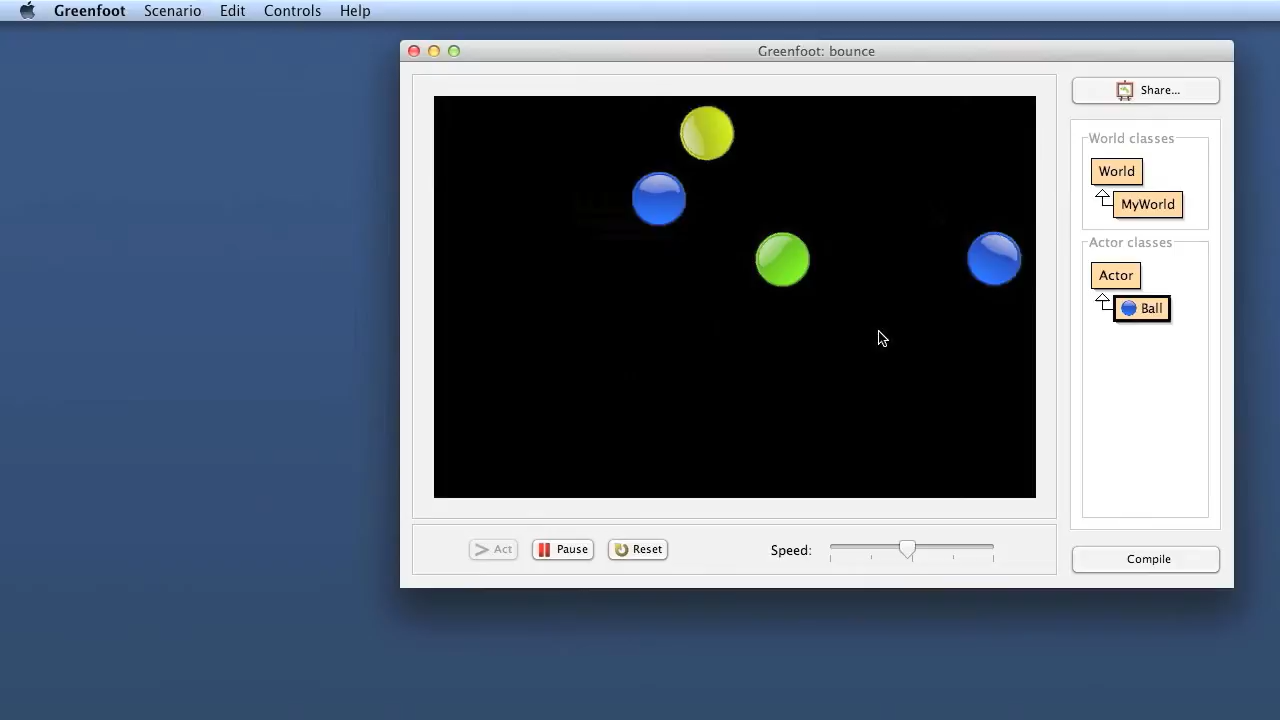 Greenfoot Scenario Edit Controls Help
Greenfoot: bounce
Share...
World classes
World
MyWorld
Actor classes
Actor
Ball
Act Pause Reset Speed:
Compile